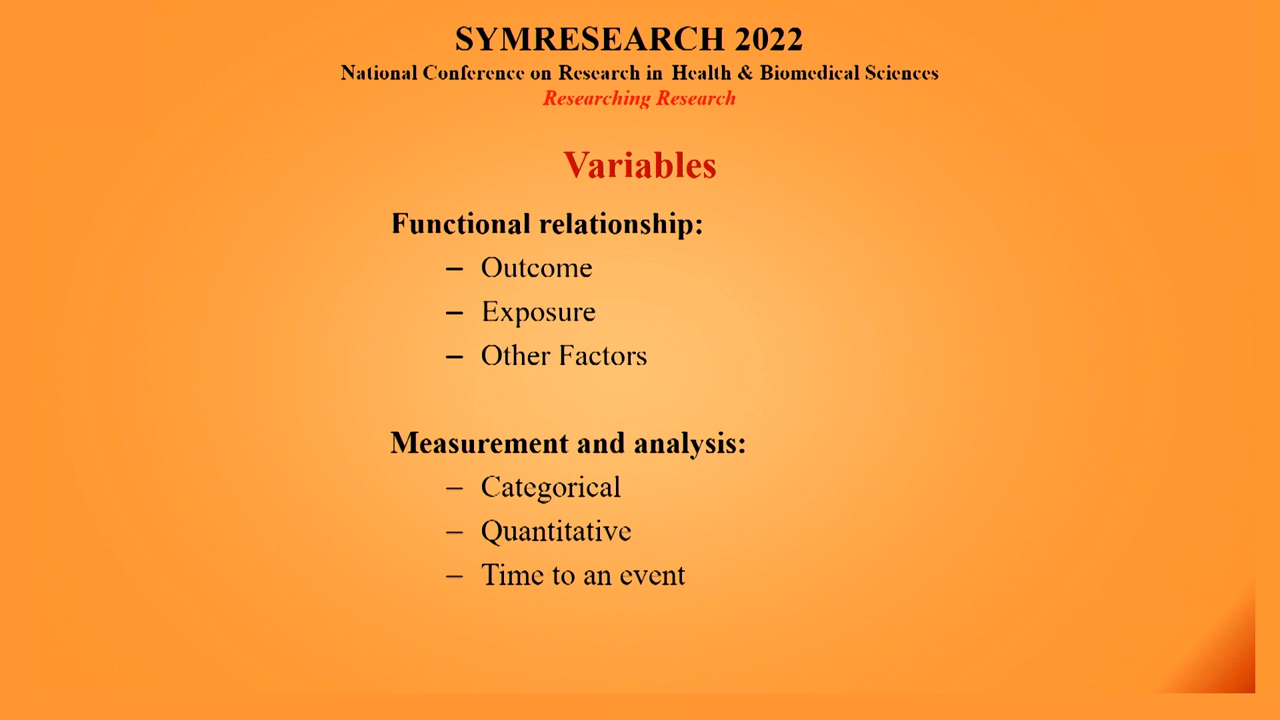 SYMRESEARCH 2022
National Conference on Research in Health & Biomedical Sciences
Researching Research
Variables
Functional relationship:
– Outcome
– Exposure
– Other Factors
Measurement and analysis:
– Categorical
– Quantitative
– Time to an event